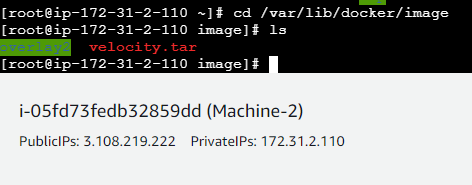 [root@ip-172-31-2-110 ~]# cd /var/lib/docker/image
[root@ip-172-31-2-110 image]# ls
overlay2  velocity.tar
[root@ip-172-31-2-110 image]#
i-05fd73fedb32859dd (Machine-2)
PublicIPs: 3.108.219.222 PrivateIPs: 172.31.2.110